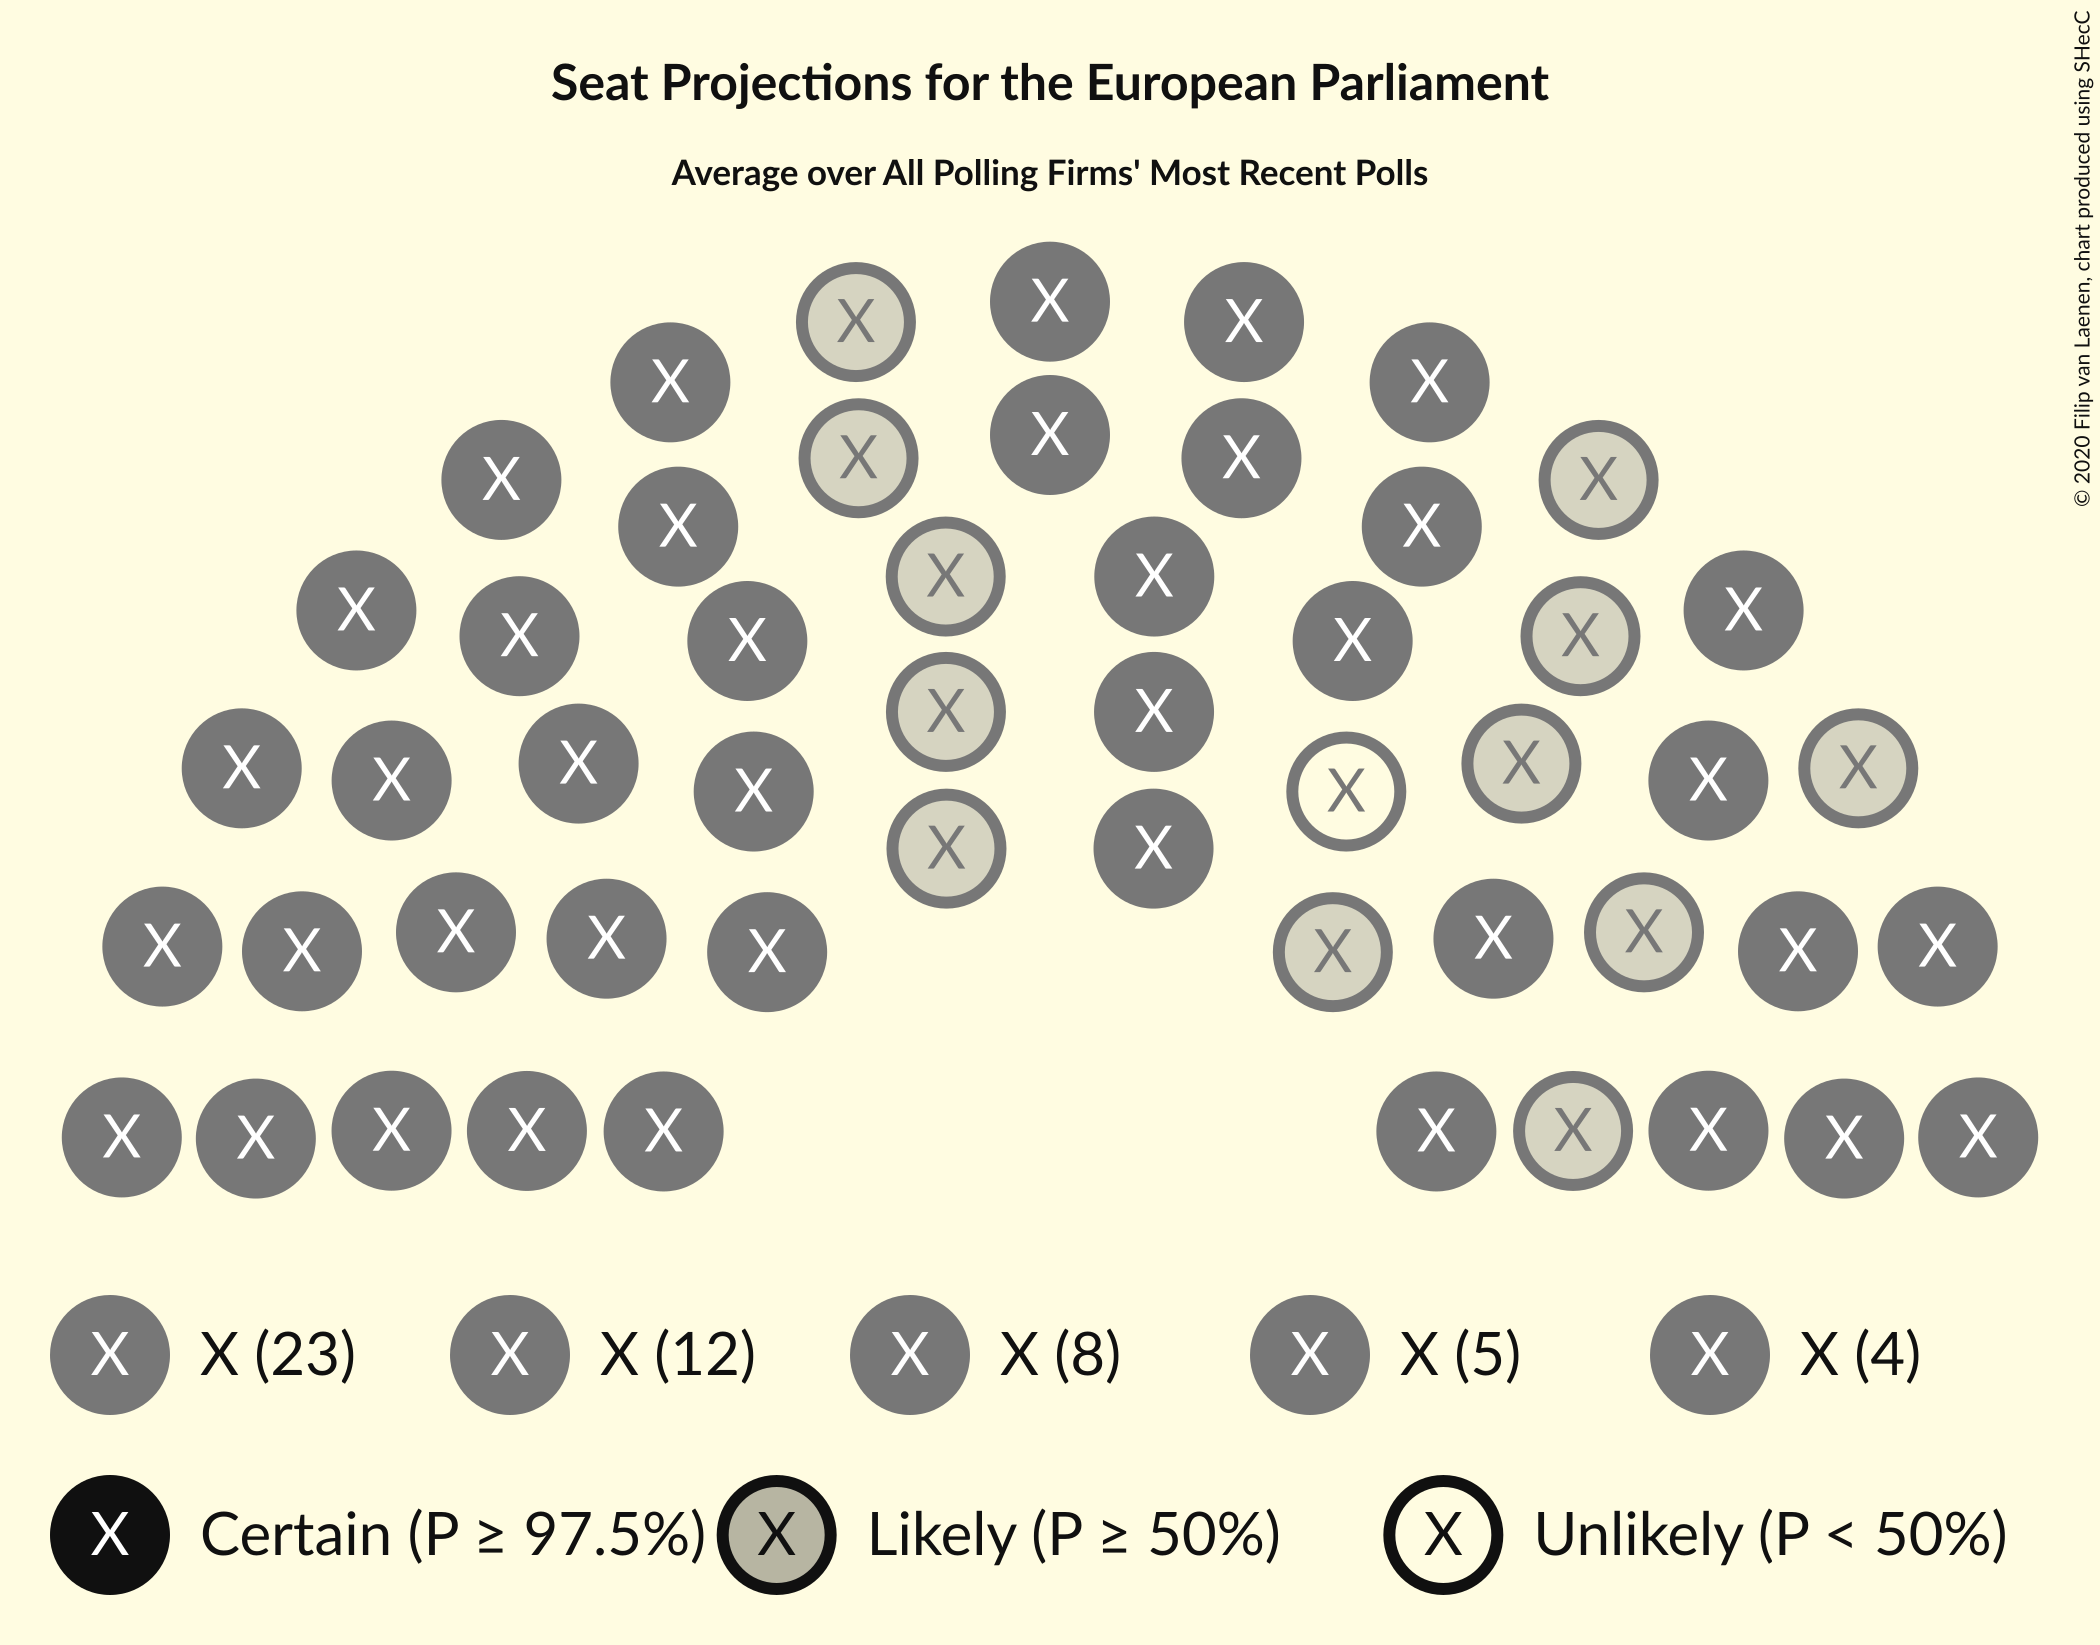 Seat Projections for the European Parliament
Average over All Polling Firms' Most Recent Polls
© 2020 Filip van Laenen, chart produced using SHecC
X
X X
X X
X
X X
X X X
X X
X X
X X
X X
X X
X X
X X X
X X
X X X X
X X X X
X X
X X
X X
X X X X
X X X X
X X
X X X X X X X X X X
X X (23) X X (12) X X (8) X X (5) X X (4)
X Certain (P ≥ 97.5%) X Likely (P ≥ 50%) X Unlikely (P < 50%)